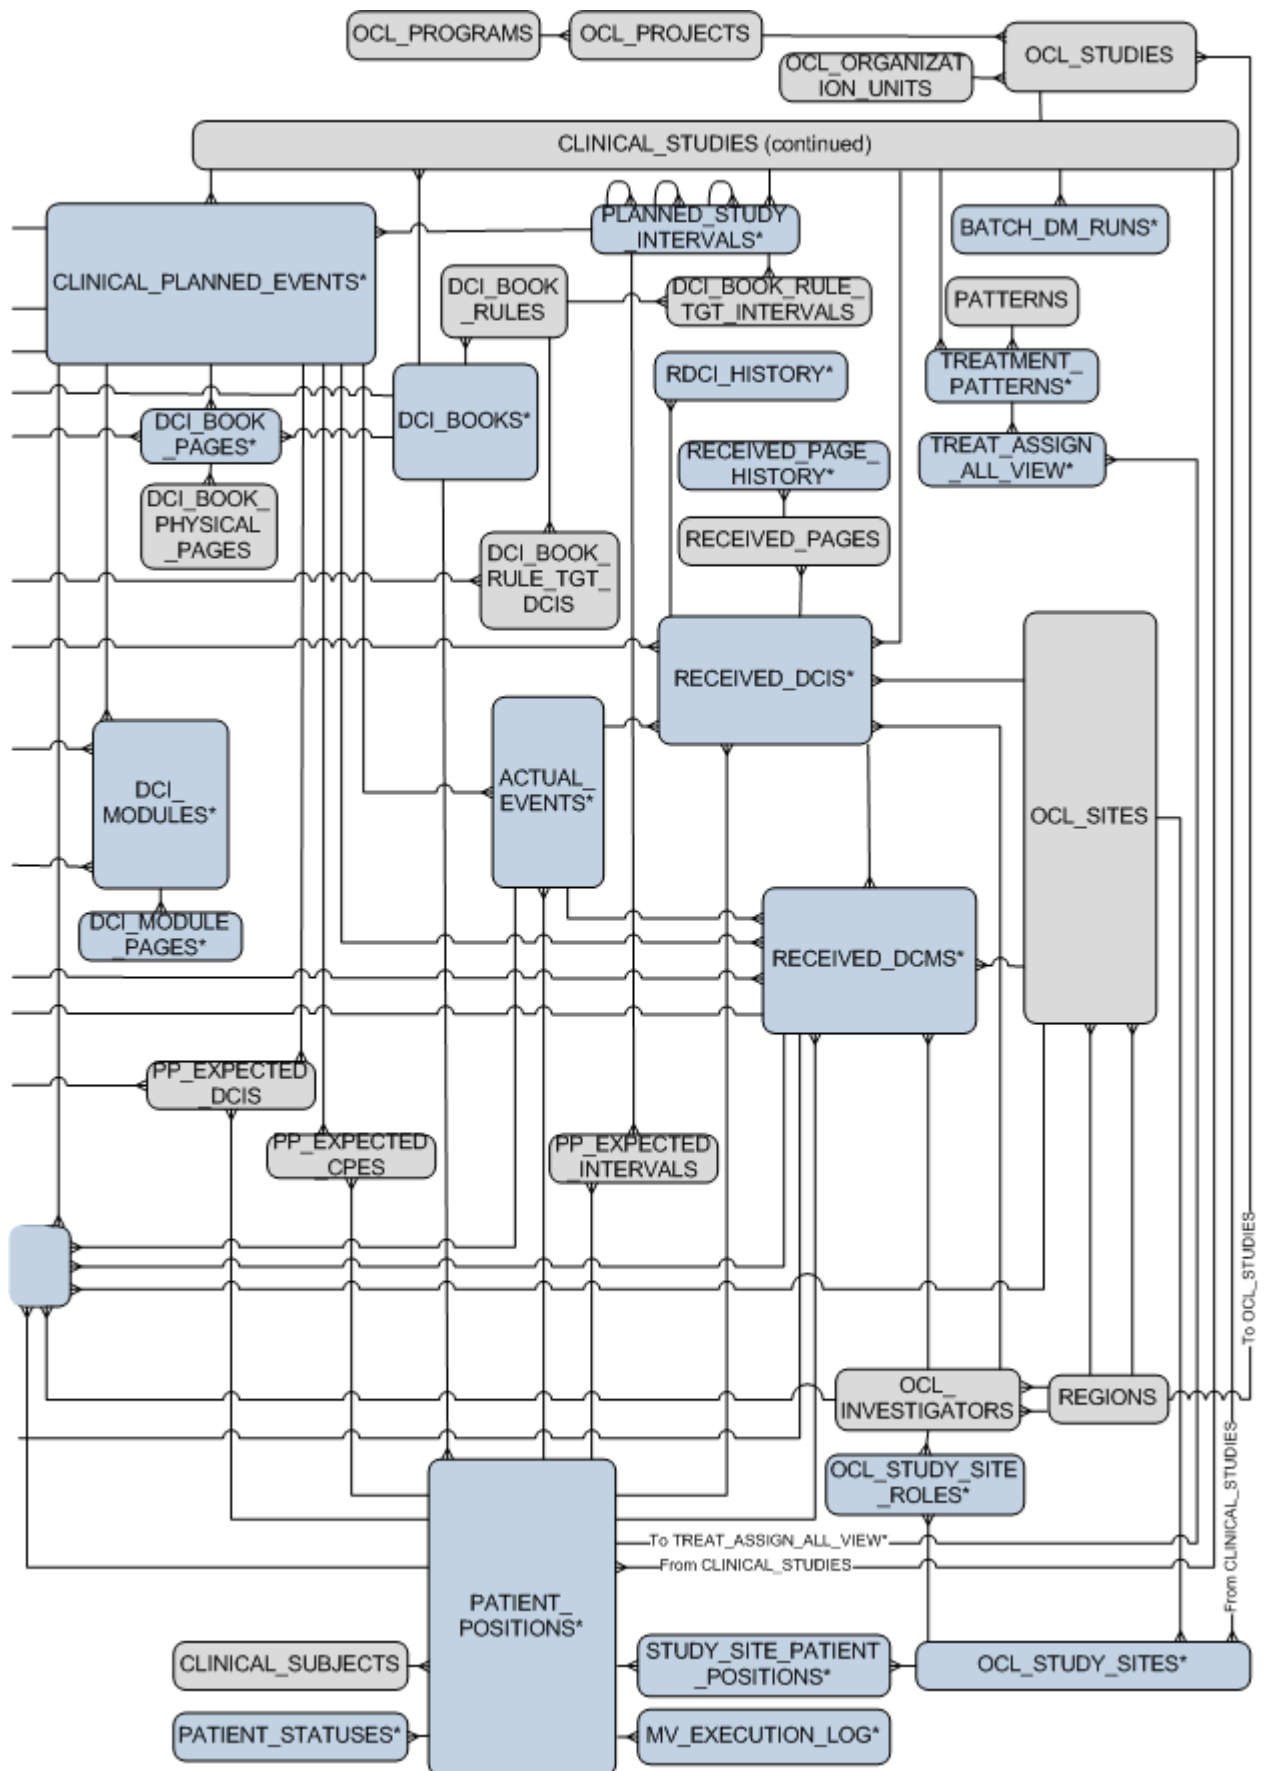 OCL_PROGRAMS
OCL_PROJECTS
OCL_STUDIES
OCL_ORGANIZAT
ION_UNITS
CLINICAL_STUDIES (continued)
CLINICAL_PLANNED_EVENTS*
PLANNED_STUDY
_INTERVALS*
BATCH_DM_RUNS*
DCI_BOOK
_RULES
DCI_BOOK_RULE_
TGT_INTERVALS
PATTERNS
RDCI_HISTORY*
TREATMENT_
PATTERNS*
DCI_BOOKS*
DCI_BOOK
_PAGES*
RECEIVED_PAGE_
HISTORY*
TREAT_ASSIGN
_ALL_VIEW*
DCI_BOOK_
PHYSICAL
_PAGES
RECEIVED_PAGES
DCI_BOOK_
RULE_TGT_
DCIS
RECEIVED_DCIS*
ACTUAL_
EVENTS*
DCI_
MODULES*
OCL_SITES
DCI_MODULE
_PAGES*
RECEIVED_DCMS*
PP_EXPECTED
_DCIS
PP_EXPECTED
_CPES
PP_EXPECTED
_INTERVALS
To OCL_STUDIES
OCL_
INVESTIGATORS
REGIONS
OCL_STUDY_SITE
_ROLES*
From CLINICAL_STUDIES
To TREAT_ASSIGN_ALL_VIEW*
From CLINICAL_STUDIES
PATIENT_
POSITIONS*
CLINICAL_SUBJECTS
STUDY_SITE_PATIENT
_POSITIONS*
OCL_STUDY_SITES*
PATIENT_STATUSES*
MV_EXECUTION_LOG*